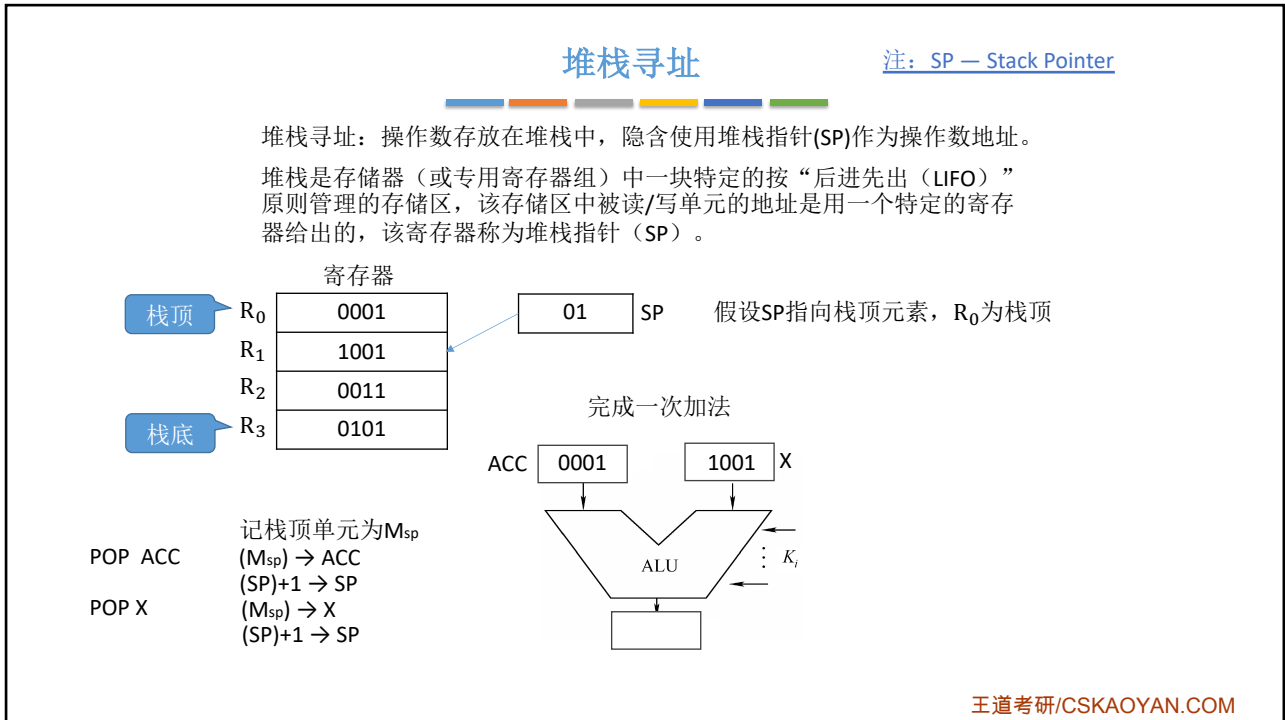 堆栈寻址
注：SP — Stack Pointer
堆栈寻址：操作数存放在堆栈中，隐含使用堆栈指针(SP)作为操作数地址。
堆栈是存储器（或专用寄存器组）中一块特定的按“后进先出（LIFO）”
原则管理的存储区，该存储区中被读/写单元的地址是用一个特定的寄存
器给出的，该寄存器称为堆栈指针（SP）。
寄存器
栈顶 R₀ 0001
01 SP
假设SP指向栈顶元素，R₀为栈顶
R₁ 1001
R₂ 0011
栈底 R₃ 0101
完成一次加法
ACC 0001 1001 X
ALU
⋮ Kᵢ
记栈顶单元为Msp
POP ACC (Msp) → ACC
(SP)+1 → SP
POP X (Msp) → X
(SP)+1 → SP
王道考研/CSKAOYAN.COM